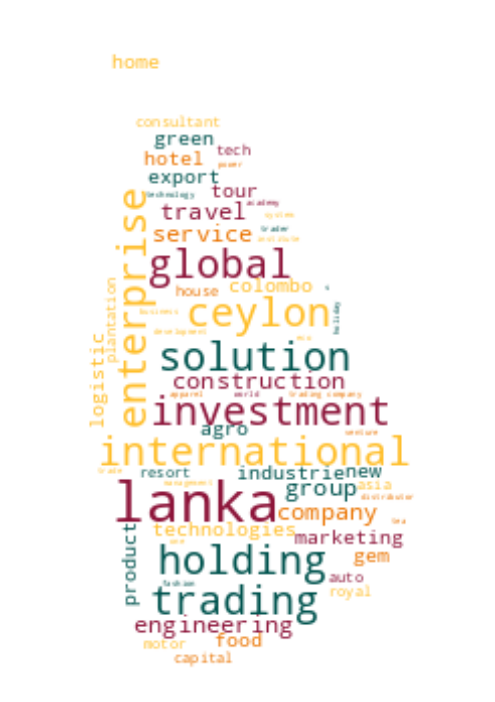 home
consultant
green
tech
hotel
power
export
technology
tour
academy
enterprise
travel
system
trader
service
institute
global
plantation
house
colombo
business
ceylon
holiday
development
logistic
solution
construction
apparel
world
trading company
investment
agro
venture
international
trade
resort
industrie
new
management
group
asia
distributor
lanka
company
tea
technologies
product
marketing
holding
gem
fashion
auto
trading
royal
engineering
motor
food
capital